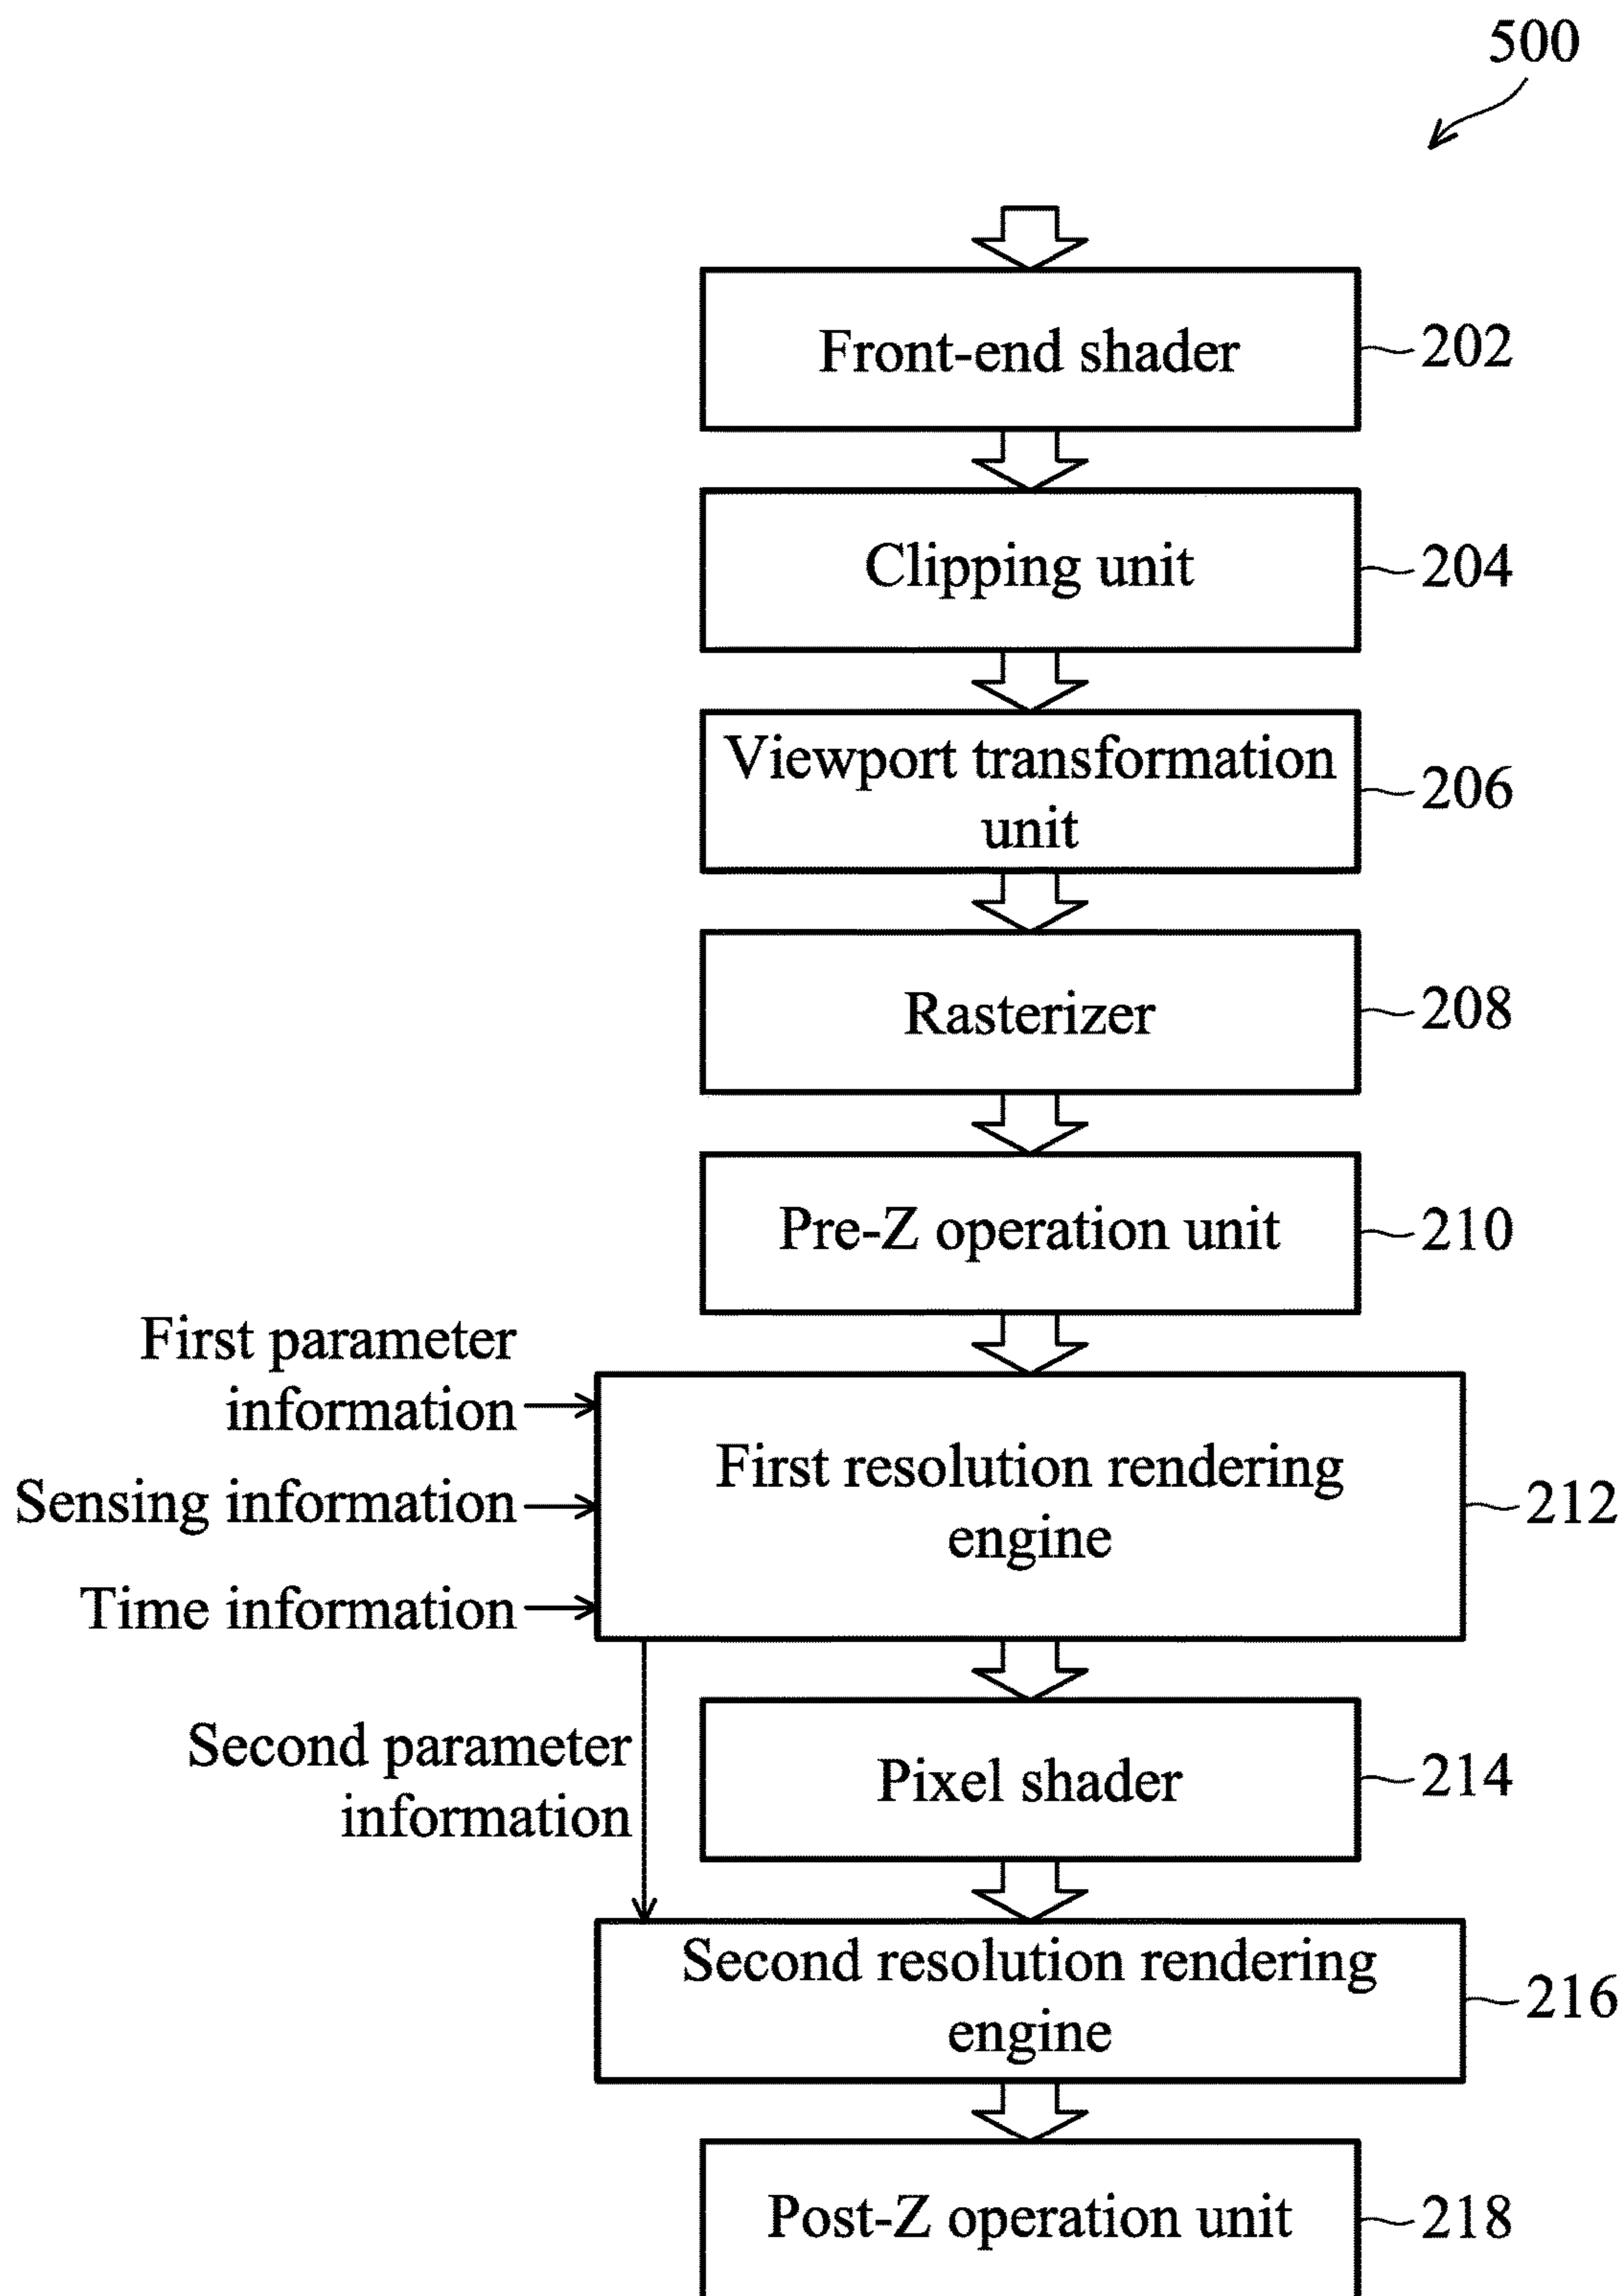 500
Front-end shader
202
Clipping unit
204
Viewport transformation
unit
206
Rasterizer
208
Pre-Z operation unit
210
First parameter
information
Sensing information
Time information
First resolution rendering
engine
212
Second parameter
information
Pixel shader
214
Second resolution rendering
engine
216
Post-Z operation unit
218